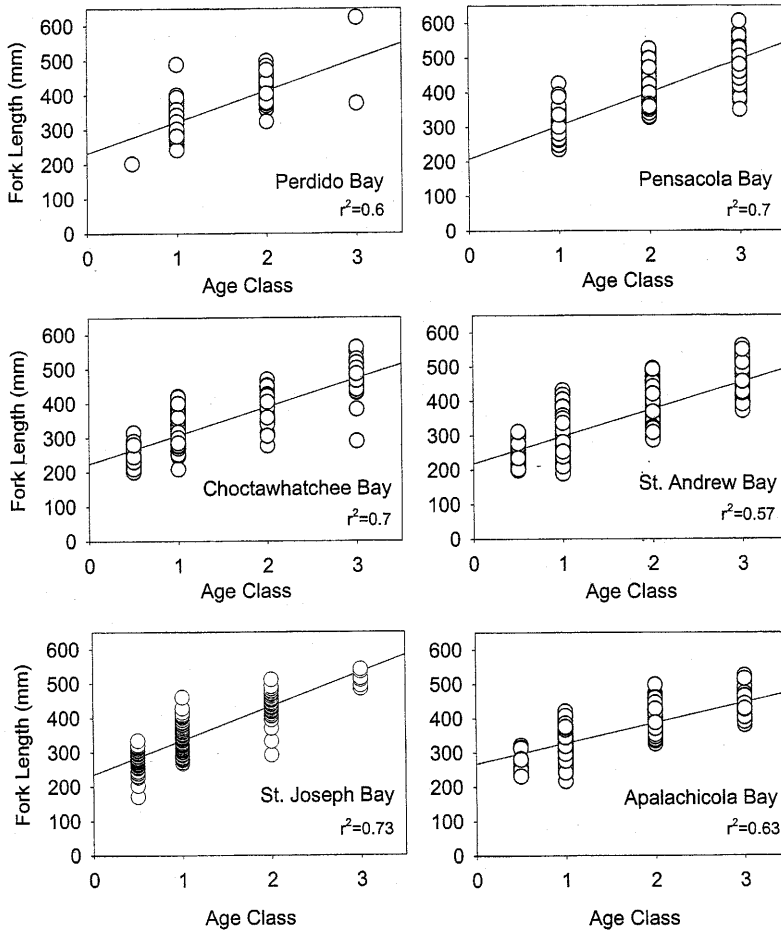 600
500
400
300
200
100
0
Fork Length (mm)
Perdido Bay
r²=0.6
0 1 2 3
Age Class
600
500
400
300
200
100
0
Pensacola Bay
r²=0.7
0 1 2 3
Age Class
600
500
400
300
200
100
0
Fork Length (mm)
Choctawhatchee Bay
r²=0.7
0 1 2 3
Age Class
600
500
400
300
200
100
0
St. Andrew Bay
r²=0.57
0 1 2 3
Age Class
600
500
400
300
200
100
0
Fork Length (mm)
St. Joseph Bay
r²=0.73
0 1 2 3
Age Class
600
500
400
300
200
100
0
Apalachicola Bay
r²=0.63
0 1 2 3
Age Class